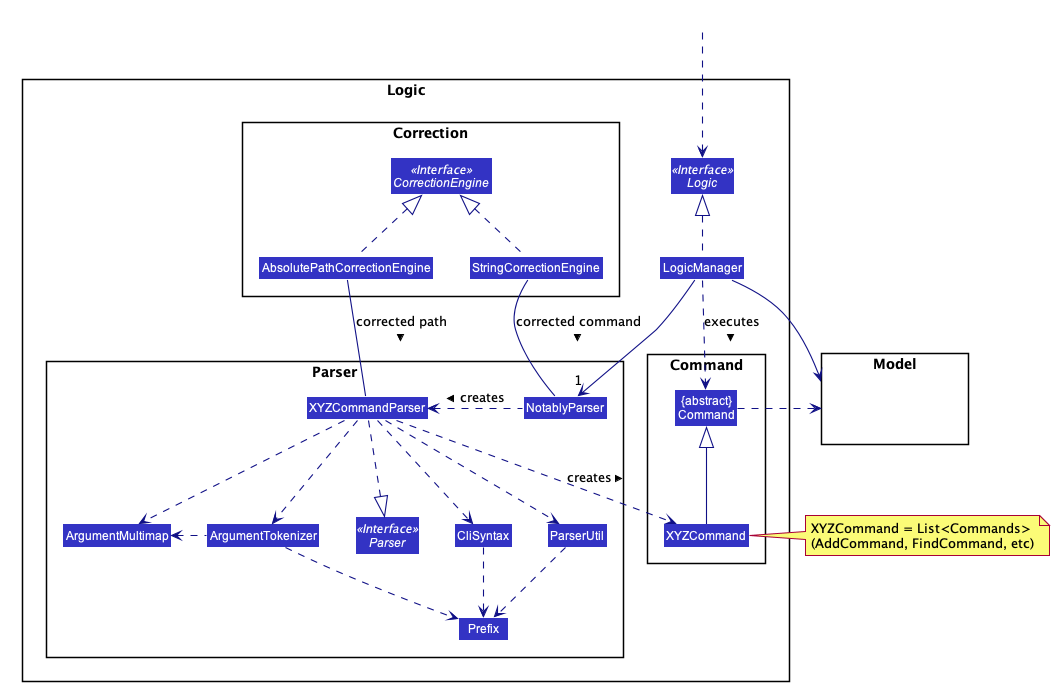 Logic
Correction
«Interface»
CorrectionEngine
«Interface»
Logic
AbsolutePathCorrectionEngine
StringCorrectionEngine
LogicManager
corrected path
corrected command
executes
Parser
Command
Model
1
creates
XYZCommandParser
NotablyParser
{abstract}
Command
creates
ArgumentMultimap
ArgumentTokenizer
«Interface»
Parser
CliSyntax
ParserUtil
XYZCommand
XYZCommand = List<Commands>
(AddCommand, FindCommand, etc)
Prefix